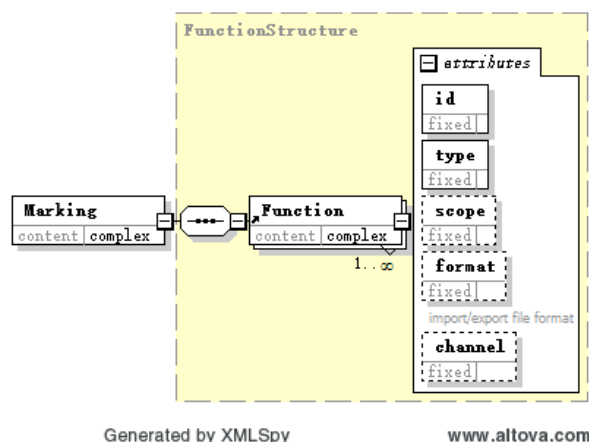 FunctionStructure
attributes
id
fixed
type
fixed
Marking
content complex
Function
content complex
1..∞
scope
fixed
format
fixed
import/export file format
channel
fixed
Generated by XMLSpy www.altova.com